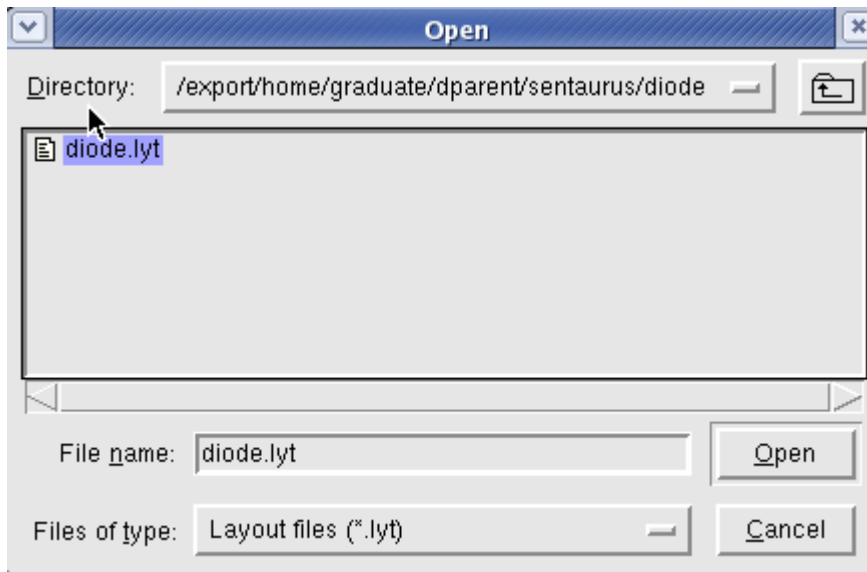 Open
Directory: /export/home/graduate/dparent/sentaurus/diode
diode.lyt
File name: diode.lyt Open
Files of type: Layout files (*.lyt) Cancel